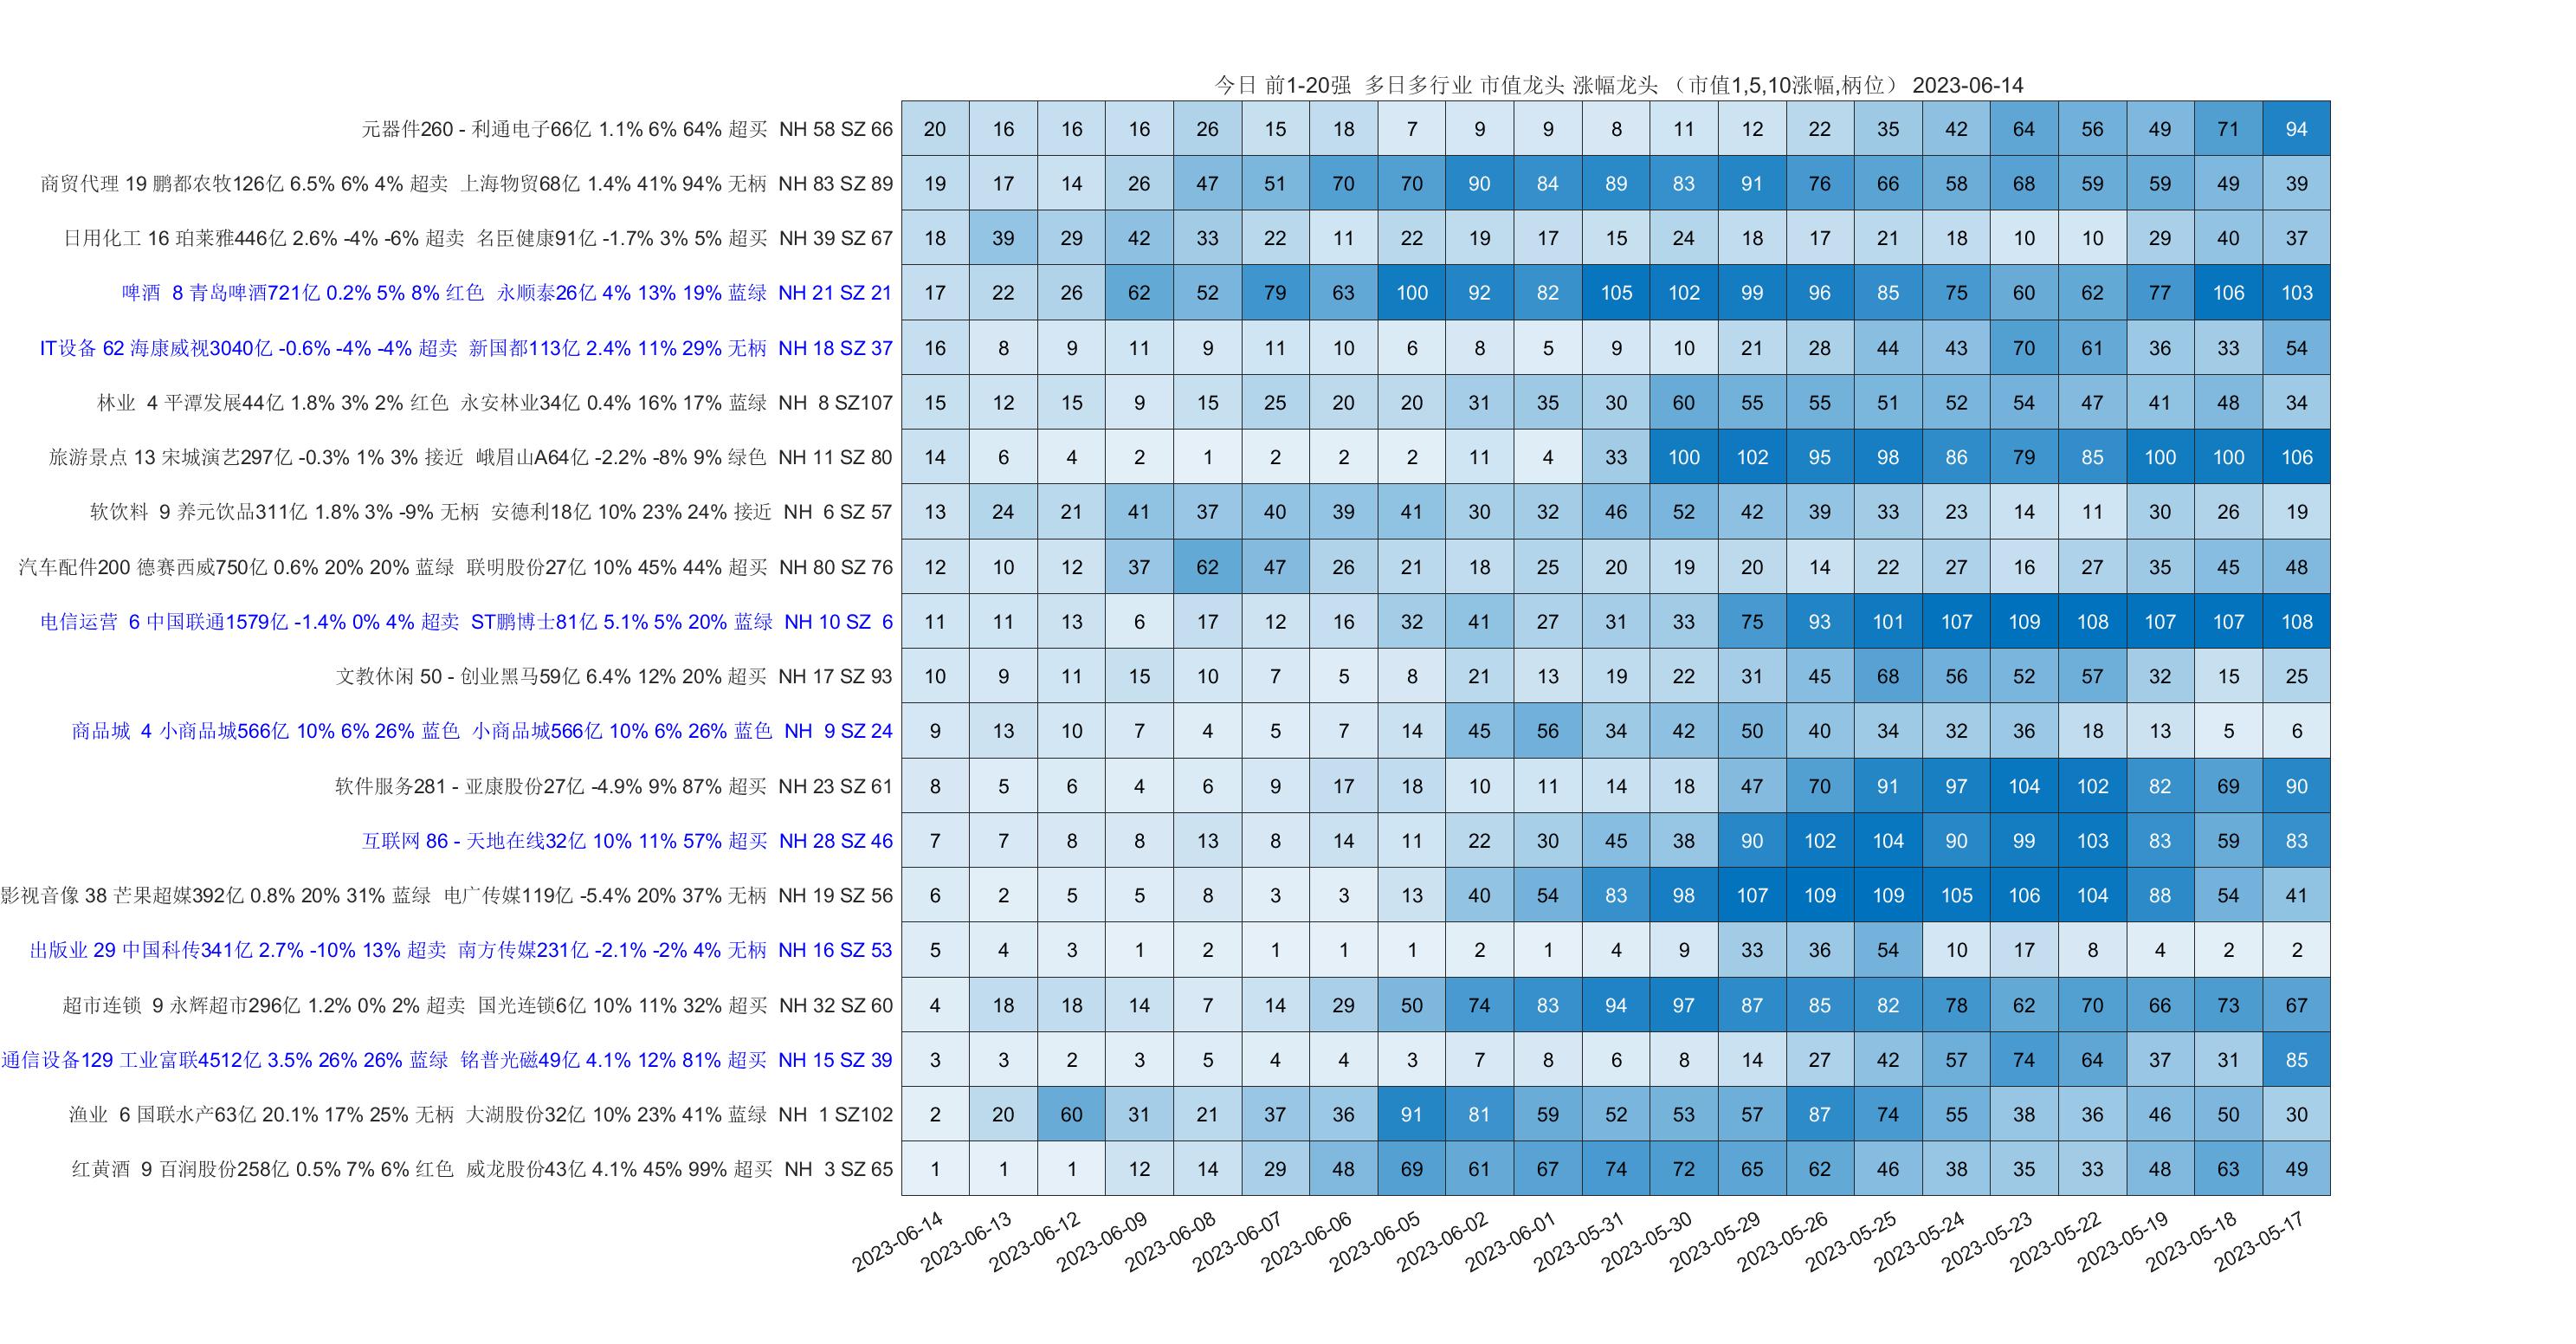 今日 前1-20强  多日多行业 市值龙头 涨幅龙头 （市值1,5,10涨幅,柄位） 2023-06-14
元器件260 - 利通电子66亿 1.1% 6% 64% 超买  NH 58 SZ 66 20 16 16 16 26 15 18 7 9 9 8 11 12 22 35 42 64 56 49 71 94
商贸代理 19 鹏都农牧126亿 6.5% 6% 4% 超卖  上海物贸68亿 1.4% 41% 94% 无柄  NH 83 SZ 89 19 17 14 26 47 51 70 70 90 84 89 83 91 76 66 58 68 59 59 49 39
日用化工 16 珀莱雅446亿 2.6% -4% -6% 超卖  名臣健康91亿 -1.7% 3% 5% 超买  NH 39 SZ 67 18 39 29 42 33 22 11 22 19 17 15 24 18 17 21 18 10 10 29 40 37
啤酒  8 青岛啤酒721亿 0.2% 5% 8% 红色  永顺泰26亿 4% 13% 19% 蓝绿  NH 21 SZ 21 17 22 26 62 52 79 63 100 92 82 105 102 99 96 85 75 60 62 77 106 103
IT设备 62 海康威视3040亿 -0.6% -4% -4% 超卖  新国都113亿 2.4% 11% 29% 无柄  NH 18 SZ 37 16 8 9 11 9 11 10 6 8 5 9 10 21 28 44 43 70 61 36 33 54
林业  4 平潭发展44亿 1.8% 3% 2% 红色  永安林业34亿 0.4% 16% 17% 蓝绿  NH  8 SZ107 15 12 15 9 15 25 20 20 31 35 30 60 55 55 51 52 54 47 41 48 34
旅游景点 13 宋城演艺297亿 -0.3% 1% 3% 接近  峨眉山A64亿 -2.2% -8% 9% 绿色  NH 11 SZ 80 14 6 4 2 1 2 2 2 11 4 33 100 102 95 98 86 79 85 100 100 106
软饮料  9 养元饮品311亿 1.8% 3% -9% 无柄  安德利18亿 10% 23% 24% 接近  NH  6 SZ 57 13 24 21 41 37 40 39 41 30 32 46 52 42 39 33 23 14 11 30 26 19
汽车配件200 德赛西威750亿 0.6% 20% 20% 蓝绿  联明股份27亿 10% 45% 44% 超买  NH 80 SZ 76 12 10 12 37 62 47 26 21 18 25 20 19 20 14 22 27 16 27 35 45 48
电信运营  6 中国联通1579亿 -1.4% 0% 4% 超卖  ST鹏博士81亿 5.1% 5% 20% 蓝绿  NH 10 SZ  6 11 11 13 6 17 12 16 32 41 27 31 33 75 93 101 107 109 108 107 107 108
文教休闲 50 - 创业黑马59亿 6.4% 12% 20% 超买  NH 17 SZ 93 10 9 11 15 10 7 5 8 21 13 19 22 31 45 68 56 52 57 32 15 25
商品城  4 小商品城566亿 10% 6% 26% 蓝色  小商品城566亿 10% 6% 26% 蓝色  NH  9 SZ 24 9 13 10 7 4 5 7 14 45 56 34 42 50 40 34 32 36 18 13 5 6
软件服务281 - 亚康股份27亿 -4.9% 9% 87% 超买  NH 23 SZ 61 8 5 6 4 6 9 17 18 10 11 14 18 47 70 91 97 104 102 82 69 90
互联网 86 - 天地在线32亿 10% 11% 57% 超买  NH 28 SZ 46 7 7 8 8 13 8 14 11 22 30 45 38 90 102 104 90 99 103 83 59 83
影视音像 38 芒果超媒392亿 0.8% 20% 31% 蓝绿  电广传媒119亿 -5.4% 20% 37% 无柄  NH 19 SZ 56 6 2 5 5 8 3 3 13 40 54 83 98 107 109 109 105 106 104 88 54 41
出版业 29 中国科传341亿 2.7% -10% 13% 超卖  南方传媒231亿 -2.1% -2% 4% 无柄  NH 16 SZ 53 5 4 3 1 2 1 1 1 2 1 4 9 33 36 54 10 17 8 4 2 2
超市连锁  9 永辉超市296亿 1.2% 0% 2% 超卖  国光连锁6亿 10% 11% 32% 超买  NH 32 SZ 60 4 18 18 14 7 14 29 50 74 83 94 97 87 85 82 78 62 70 66 73 67
通信设备129 工业富联4512亿 3.5% 26% 26% 蓝绿  铭普光磁49亿 4.1% 12% 81% 超买  NH 15 SZ 39 3 3 2 3 5 4 4 3 7 8 6 8 14 27 42 57 74 64 37 31 85
渔业  6 国联水产63亿 20.1% 17% 25% 无柄  大湖股份32亿 10% 23% 41% 蓝绿  NH  1 SZ102 2 20 60 31 21 37 36 91 81 59 52 53 57 87 74 55 38 36 46 50 30
红黄酒  9 百润股份258亿 0.5% 7% 6% 红色  威龙股份43亿 4.1% 45% 99% 超买  NH  3 SZ 65 1 1 1 12 14 29 48 69 61 67 74 72 65 62 46 38 35 33 48 63 49
2023-06-14 2023-06-13 2023-06-12 2023-06-09 2023-06-08 2023-06-07 2023-06-06 2023-06-05 2023-06-02 2023-06-01 2023-05-31 2023-05-30 2023-05-29 2023-05-26 2023-05-25 2023-05-24 2023-05-23 2023-05-22 2023-05-19 2023-05-18 2023-05-17